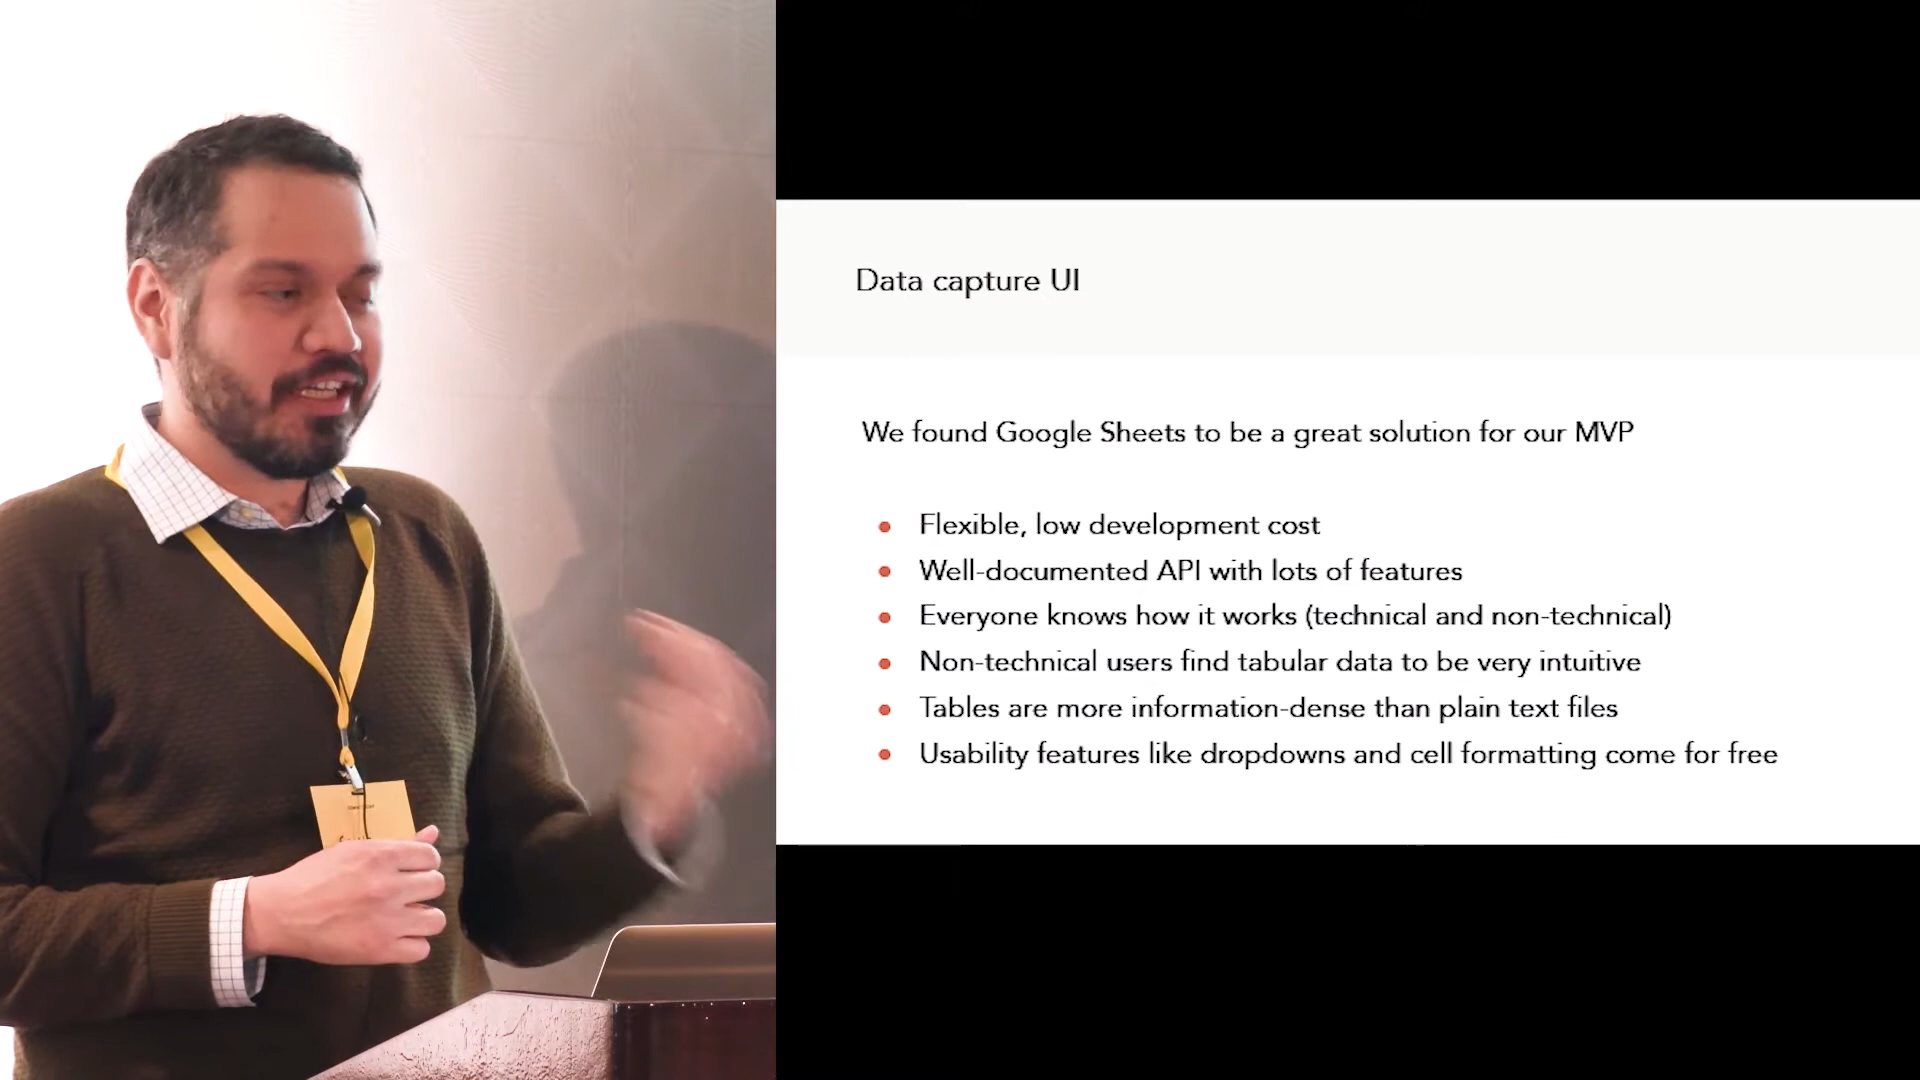 Data capture UI
We found Google Sheets to be a great solution for our MVP
Flexible, low development cost
Well-documented API with lots of features
Everyone knows how it works (technical and non-technical)
Non-technical users find tabular data to be very intuitive
Tables are more information-dense than plain text files
Usability features like dropdowns and cell formatting come for free